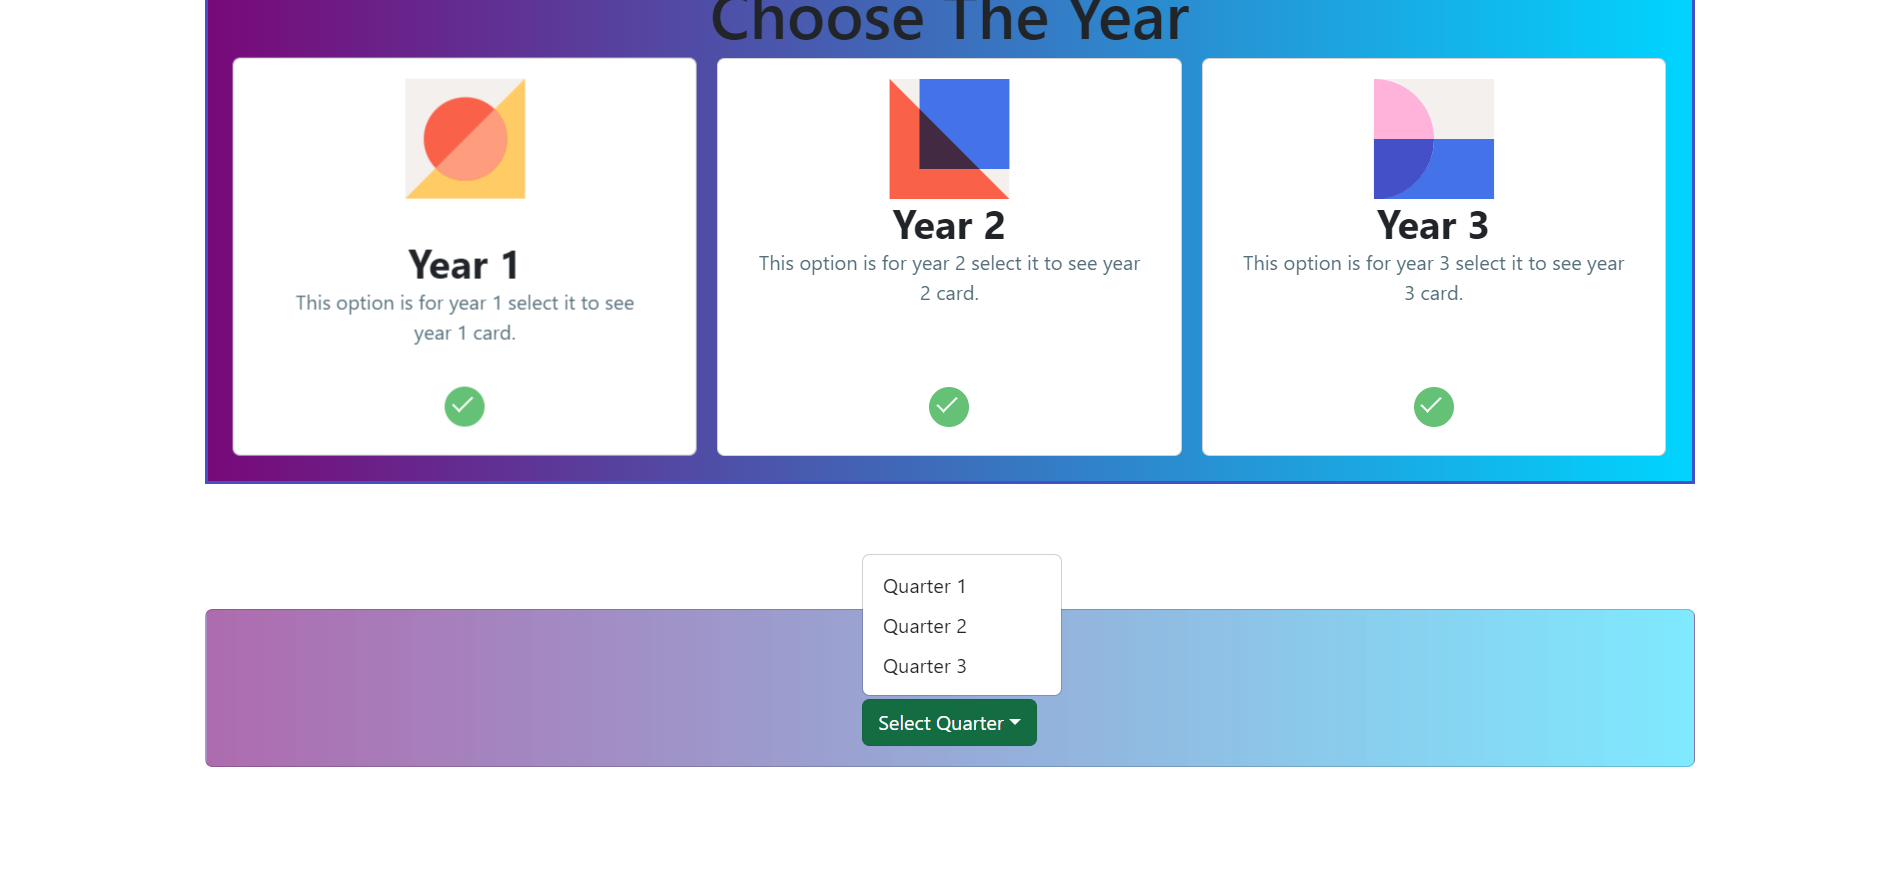 Choose The Year
Year 1
This option is for year 1 select it to see
year 1 card.
Year 2
This option is for year 2 select it to see year
2 card.
Year 3
This option is for year 3 select it to see year
3 card.
Quarter 1
Quarter 2
Quarter 3
Select Quarter